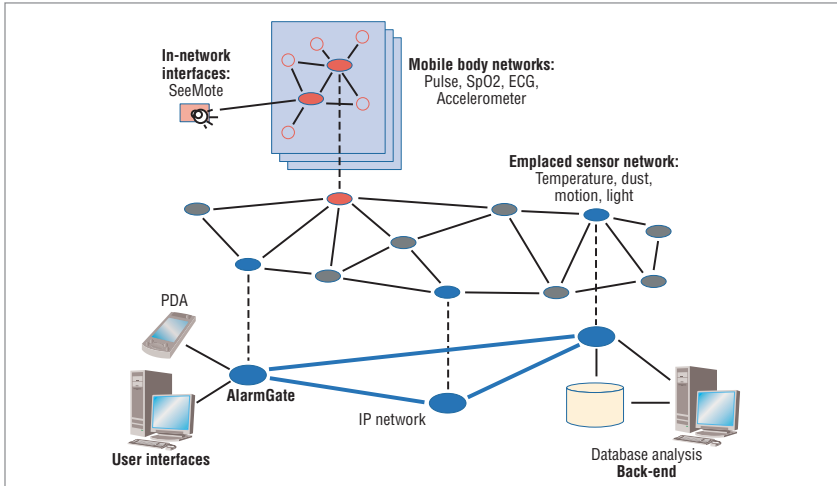 In-network
interfaces:
SeeMote
Mobile body networks:
Pulse, SpO2, ECG,
Accelerometer
Emplaced sensor network:
Temperature, dust,
motion, light
PDA
AlarmGate
IP network
User interfaces
Database analysis
Back-end